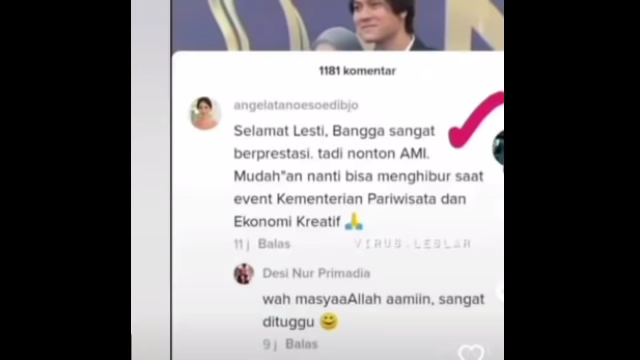 1181 komentar
angelatanoesoedibjo
Selamat Lesti, Bangga sangat
berprestasi. tadi nonton AMI.
Mudah"an nanti bisa menghibur saat
event Kementerian Pariwisata dan
Ekonomi Kreatif 🙏
11 j Balas
VIRUS.LESLAR
Desi Nur Primadia
wah masyaaAllah aamiin, sangat
dituggu 😄
9 j Balas